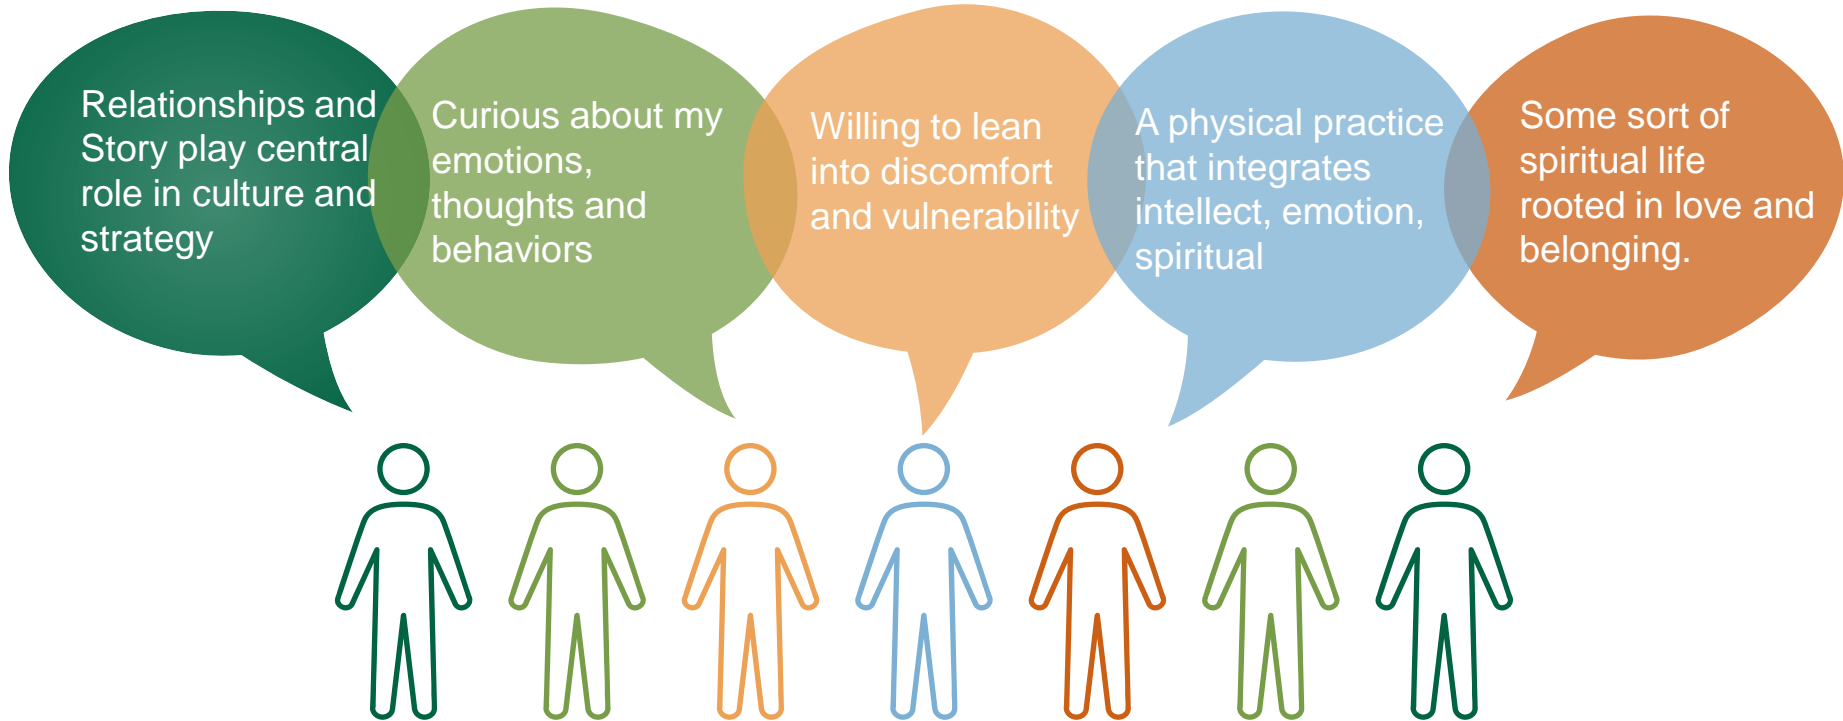 Relationships and
Story play central
role in culture and
strategy
Curious about my
emotions,
thoughts and
behaviors
Willing to lean
into discomfort
and vulnerability
A physical practice
that integrates
intellect, emotion,
spiritual
Some sort of
spiritual life
rooted in love and
belonging.